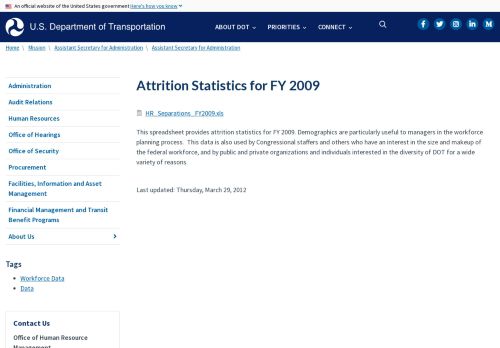 An official website of the United States government Here's how you know
U.S. Department of Transportation
ABOUT DOT
PRIORITIES
CONNECT
Home \ Mission \ Assistant Secretary for Administration \ Assistant Secretary for Administration
Administration
Audit Relations
Human Resources
Office of Hearings
Office of Security
Procurement
Facilities, Information and Asset
Management
Financial Management and Transit
Benefit Programs
About Us
Tags
Workforce Data
Data
Contact Us
Office of Human Resource
Management
Attrition Statistics for FY 2009
HR_Separations_FY2009.xls
This spreadsheet provides attrition statistics for FY 2009. Demographics are particularly useful to managers in the workforce
planning process. This data is also used by Congressional staffers and others who have an interest in the size and makeup of
the federal workforce, and by public and private organizations and individuals interested in the diversity of DOT for a wide
variety of reasons.
Last updated: Thursday, March 29, 2012